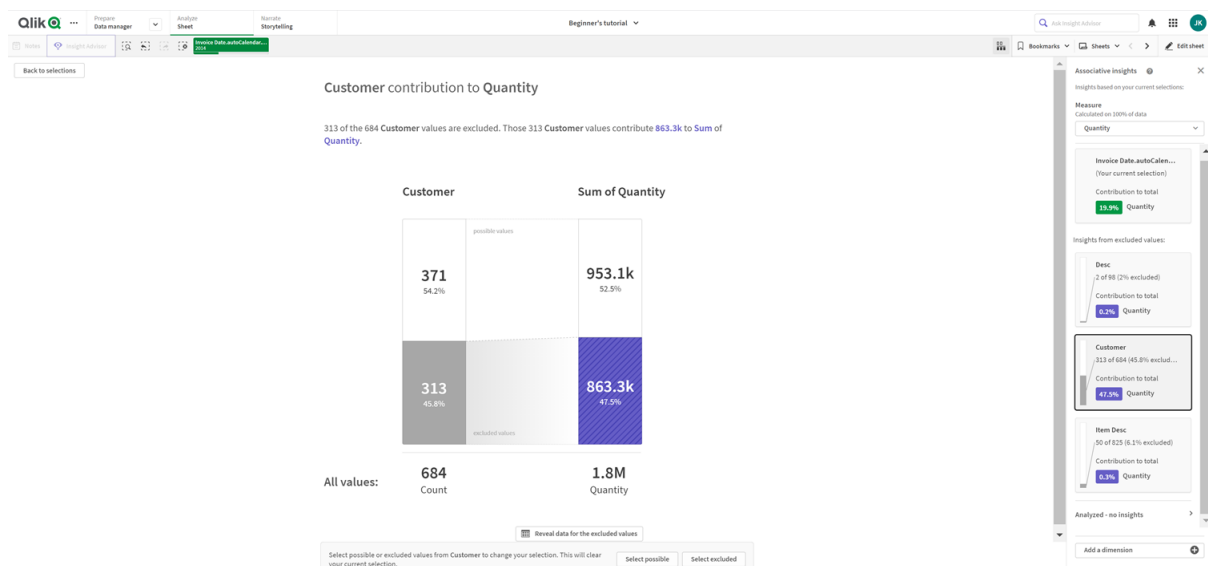 Qlik
Prepare
Data manager
Analyze
Sheet
Narrate
Storytelling
Beginner's tutorial
Ask Insight Advisor
JK
Notes
Insight Advisor
Invoice Date.autoCalendar....
2014
Bookmarks
Sheets
Edit sheet
Back to selections
Customer contribution to Quantity
313 of the 684 Customer values are excluded. Those 313 Customer values contribute 863.3k to Sum of
Quantity.
Customer
Sum of Quantity
possible values
371
54.2%
953.1k
52.5%
313
45.8%
863.3k
47.5%
excluded values
All values:
684
Count
1.8M
Quantity
Reveal data for the excluded values
Select possible or excluded values from Customer to change your selection. This will clear
your current selection.
Select possible
Select excluded
Associative insights
Insights based on your current selections:
Measure
Calculated on 100% of data
Quantity
Invoice Date.autoCalen...
(Your current selection)
Contribution to total
19.9% Quantity
Insights from excluded values:
Desc
2 of 98 (2% excluded)
Contribution to total
0.2% Quantity
Customer
313 of 684 (45.8% exclud...
Contribution to total
47.5% Quantity
Item Desc
50 of 825 (6.1% excluded)
Contribution to total
0.3% Quantity
Analyzed - no insights
Add a dimension